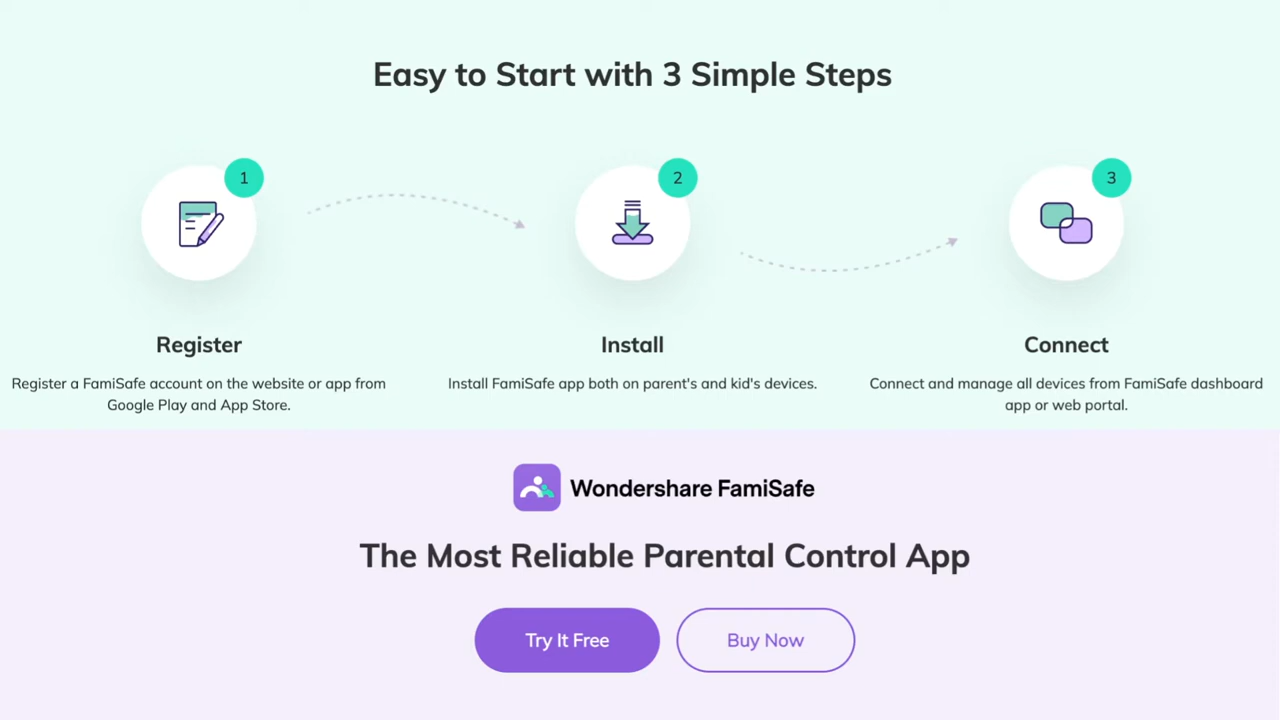 Easy to Start with 3 Simple Steps
1
2
3
Register
Register a FamiSafe account on the website or app from
Google Play and App Store.
Install
Install FamiSafe app both on parent's and kid's devices.
Connect
Connect and manage all devices from FamiSafe dashboard
app or web portal.
Wondershare FamiSafe
The Most Reliable Parental Control App
Try It Free
Buy Now